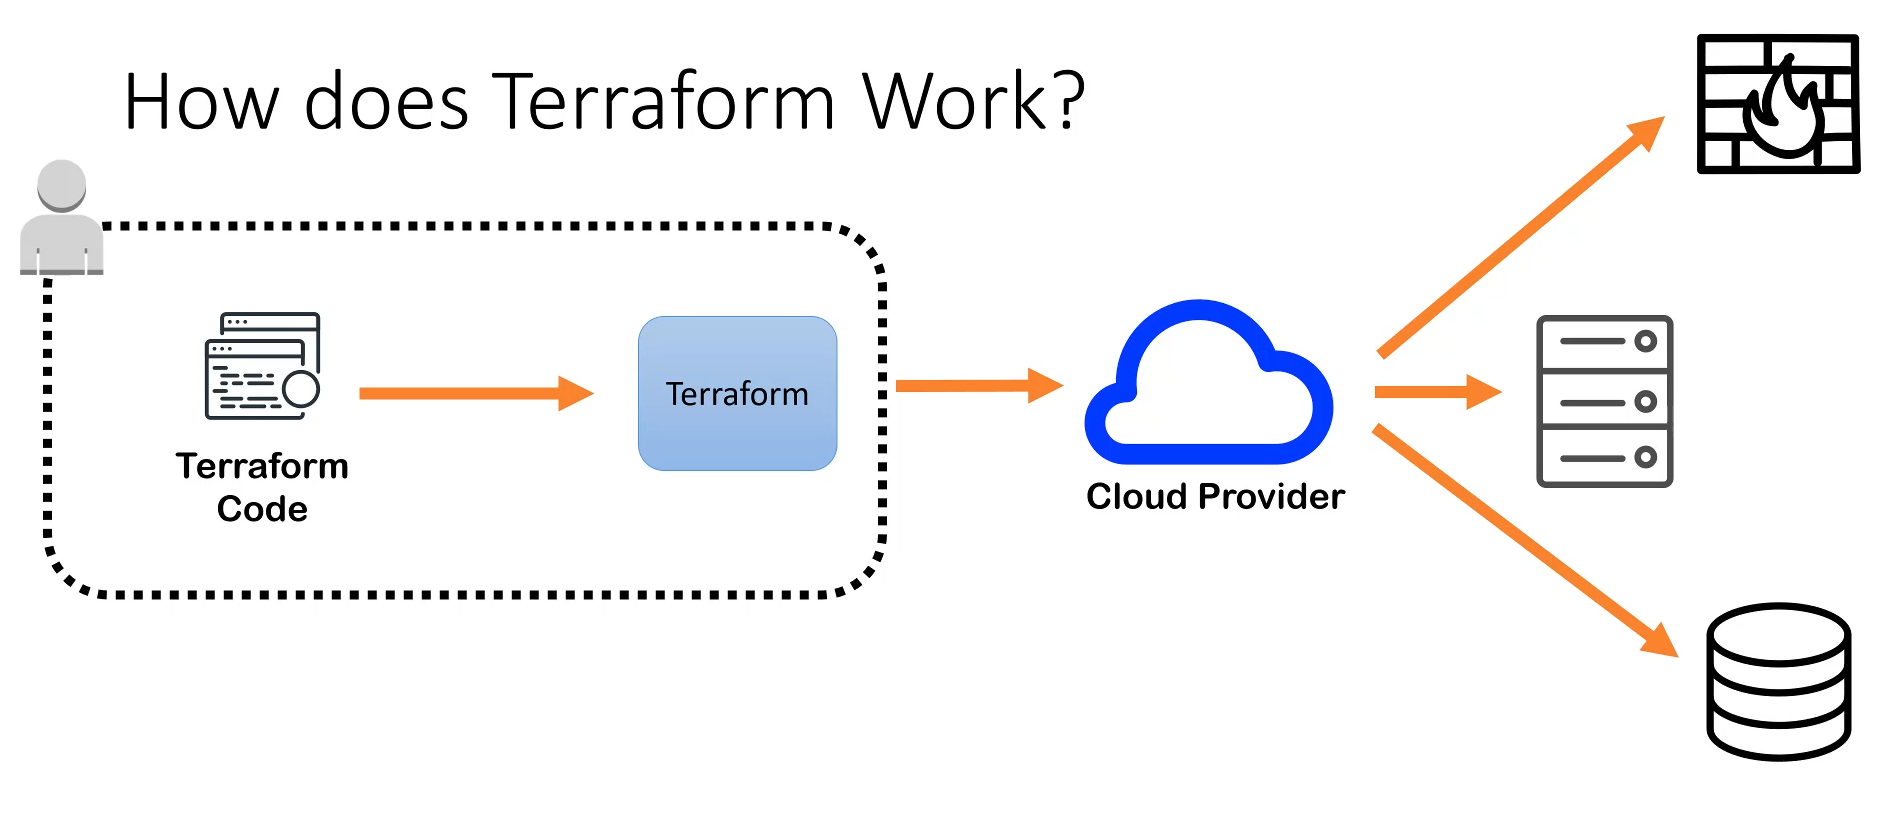 How does Terraform Work?
Terraform
Code
Terraform
Cloud Provider